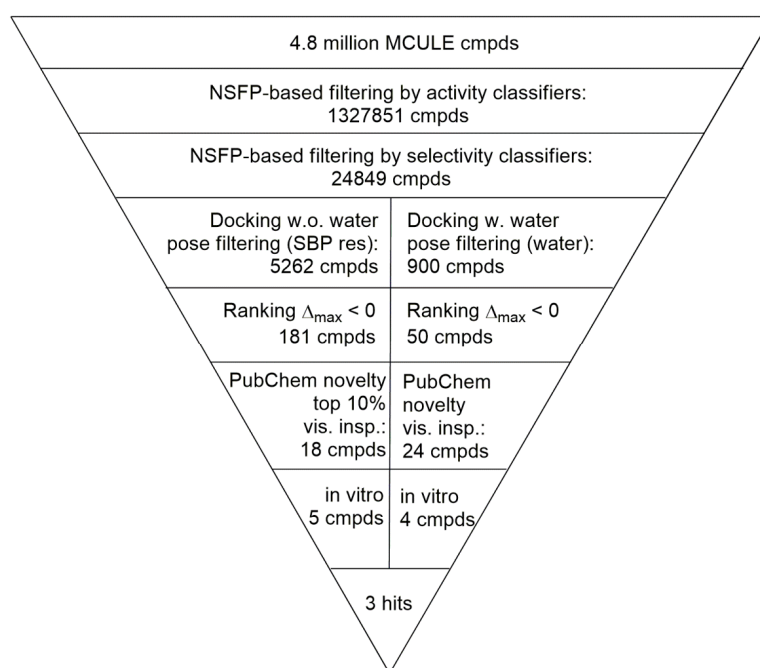 4.8 million MCULE cmpds
NSFP-based filtering by activity classifiers:
1327851 cmpds
NSFP-based filtering by selectivity classifiers:
24849 cmpds
Docking w.o. water
pose filtering (SBP res):
5262 cmpds
Docking w. water
pose filtering (water):
900 cmpds
Ranking Δmax < 0
181 cmpds
Ranking Δmax < 0
50 cmpds
PubChem novelty
top 10%
vis. insp.:
18 cmpds
PubChem
novelty
vis. insp.:
24 cmpds
in vitro
5 cmpds
in vitro
4 cmpds
3 hits